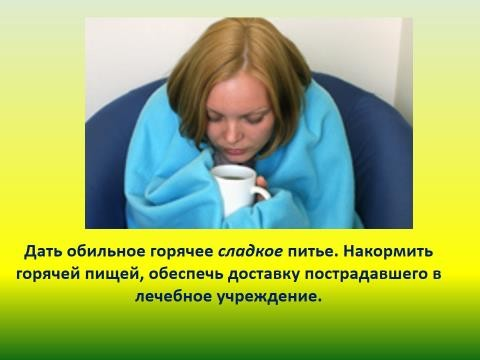 Дать обильное горячее сладкое питье. Накормить
горячей пищей, обеспечь доставку пострадавшего в
лечебное учреждение.